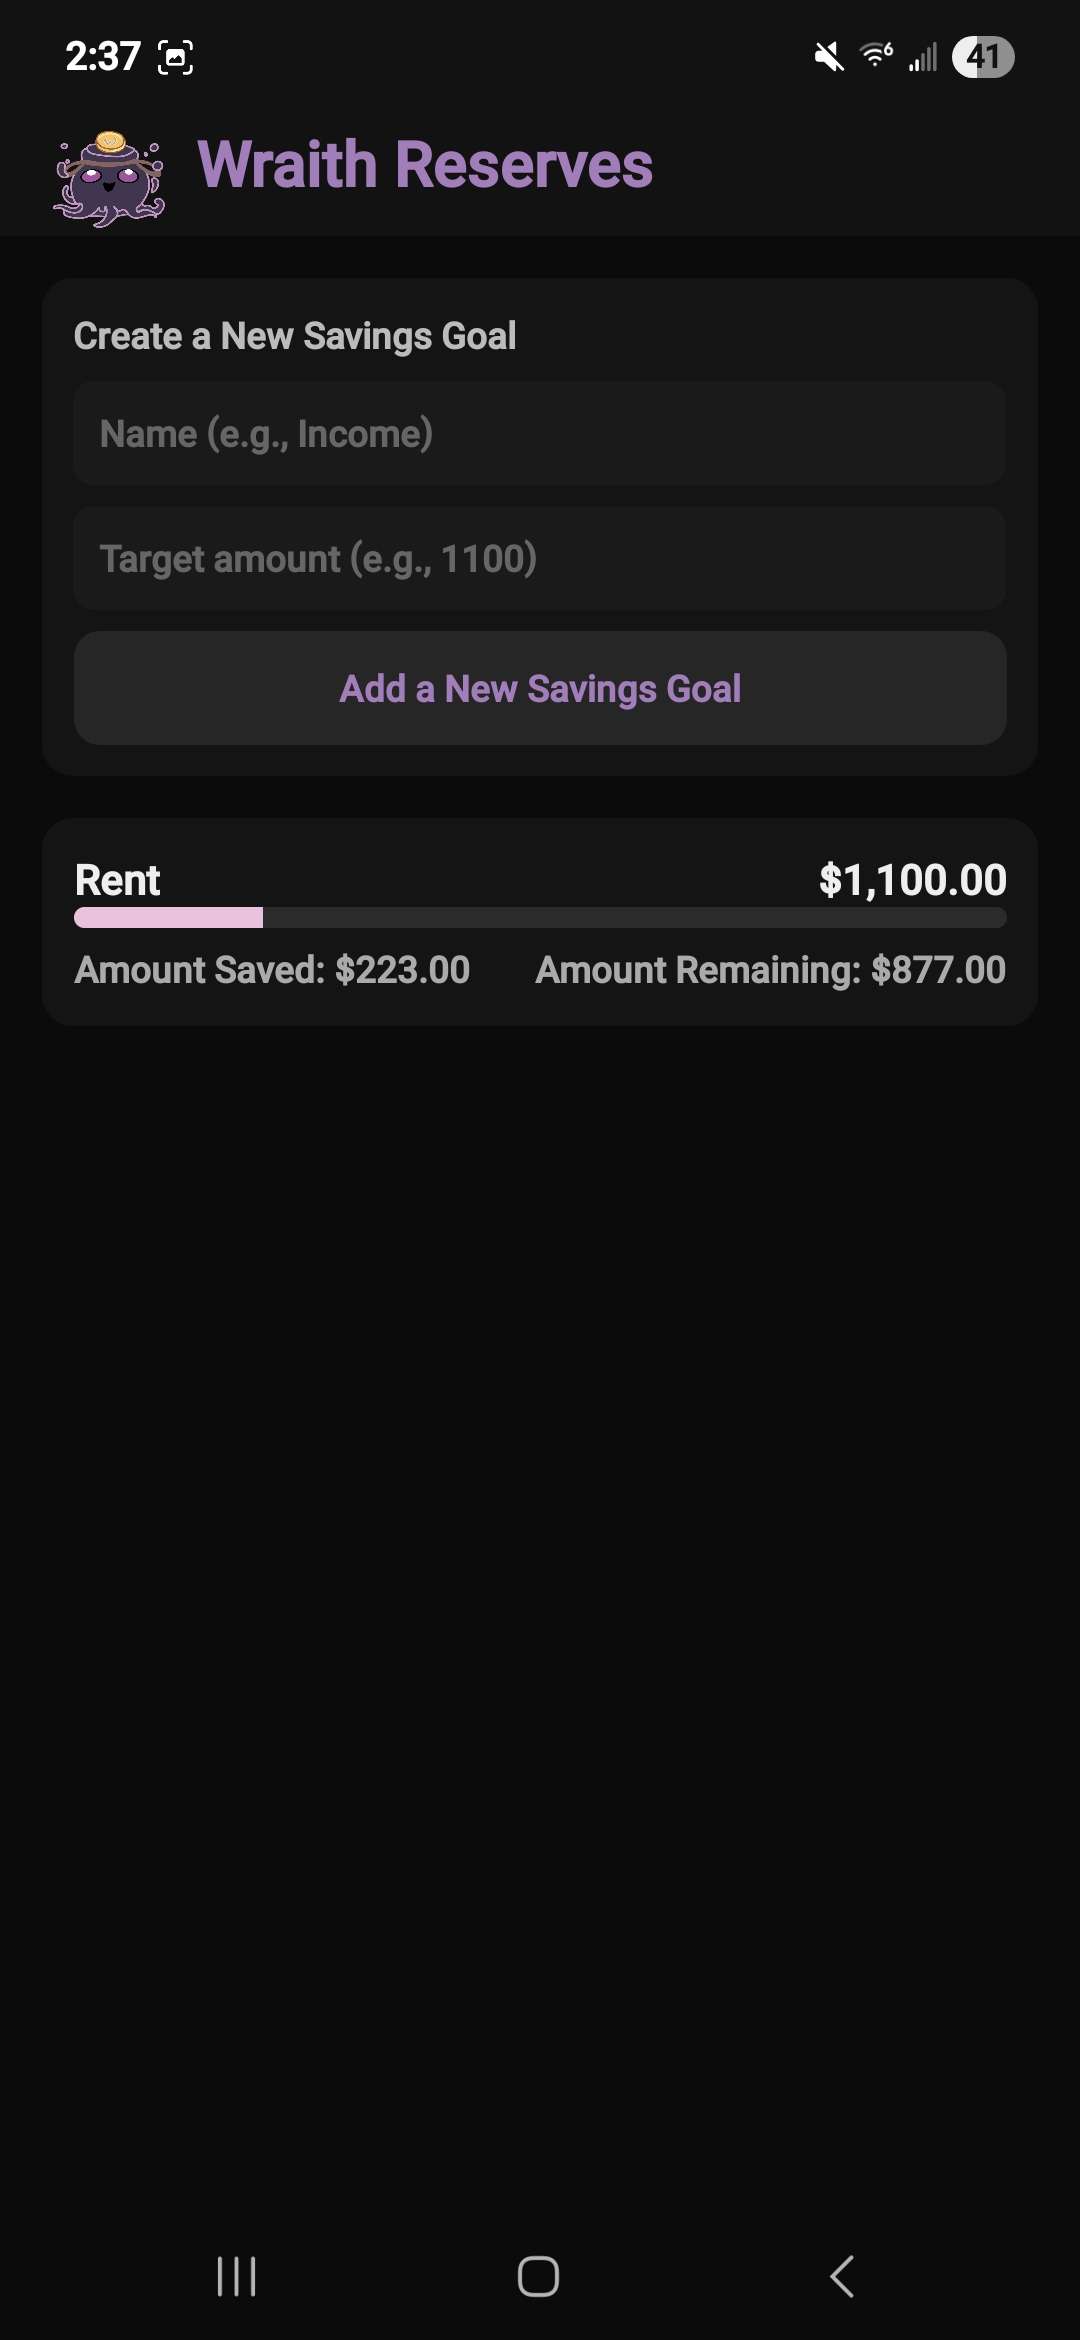 2:37 6 41
Wraith Reserves
Create a New Savings Goal
Name (e.g., Income)
Target amount (e.g., 1100)
Add a New Savings Goal
Rent $1,100.00
Amount Saved: $223.00 Amount Remaining: $877.00